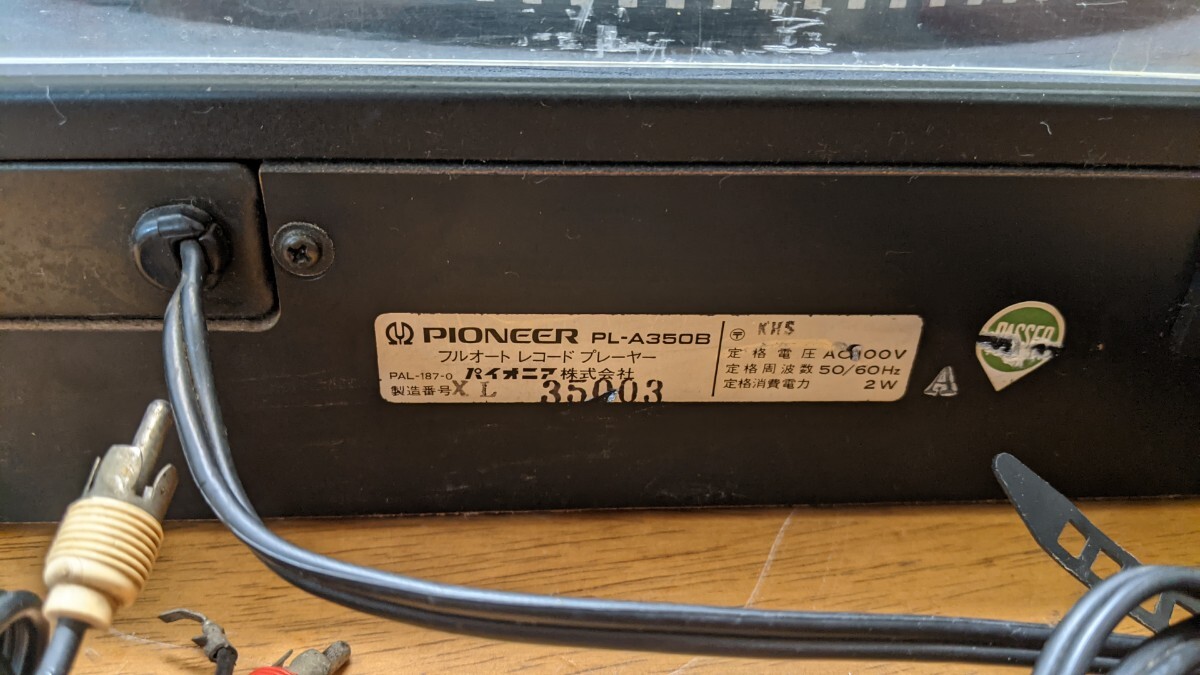 PIONEER PL-A350B
フルオート レコード プレーヤー
PAL-187-0 パイオニア株式会社
製造番号 XL 35003
〒 KHS
定格電圧 AC100V
定格周波数 50/60Hz
定格消費電力 2W
PASSED
A